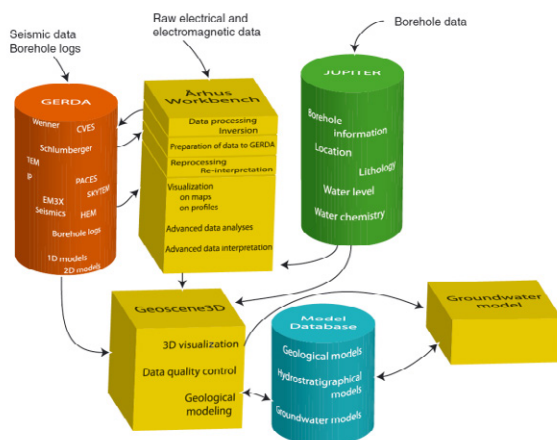 Seismic data
Borehole logs
Raw electrical and
electromagnetic data
Borehole data
GERDA
Wenner
CVES
Schlumberger
TEM
P
PACES
SKYTEM
EM3X
Seismics
HEM
Borehole logs
1D models
2D models
Århus
Workbench
Data processing
Inversion
Preparation of data to GERDA
Reprocessing
Re-interpretation
Visualization
on maps
on profiles
Advanced data analyses
Advanced data interpretation
JUPITER
Borehole
information
Location
Lithology
Water level
Water chemistry
Geoscene3D
3D visualization
Data quality control
Geological
modeling
Model
Database
Geological models
Hydrostratigraphical
models
Groundwater models
Groundwater
model